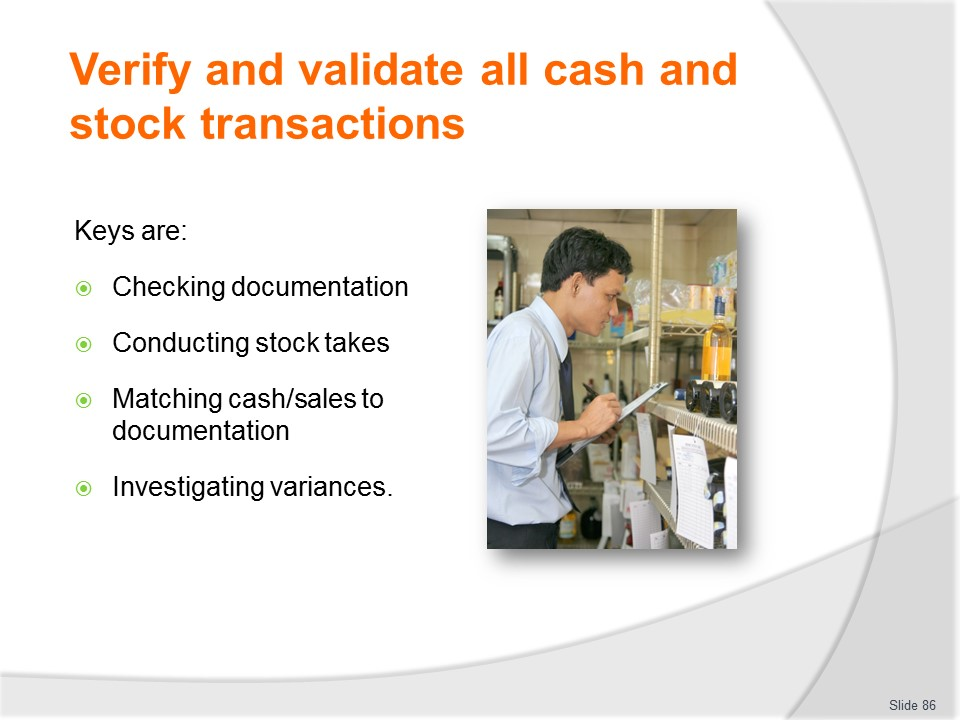 Verify and validate all cash and
stock transactions
Keys are:
Checking documentation
Conducting stock takes
Matching cash/sales to
documentation
Investigating variances.
Slide 86